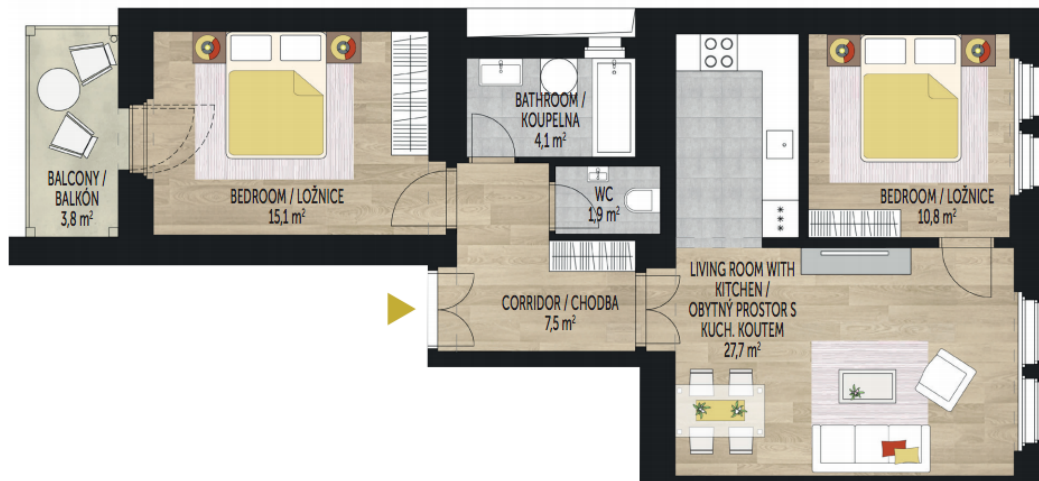 BATHROOM /
KOUPELNA
4,1 m²
BALCONY /
BALKÓN
3,8 m²
BEDROOM / LOŽNICE
15,1 m²
WC
1,9 m²
BEDROOM / LOŽNICE
10,8 m²
CORRIDOR / CHODBA
7,5 m²
LIVING ROOM WITH
KITCHEN /
OBYTNÝ PROSTOR S
KUCH. KOUTEM
27,7 m²